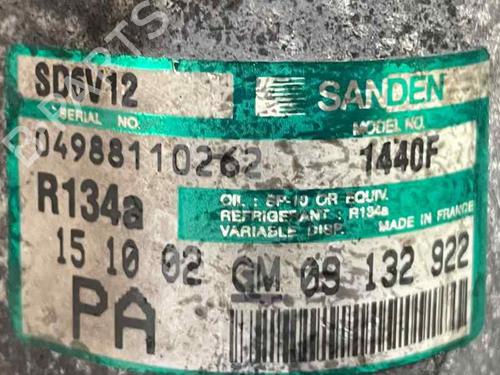 SD6V12
SANDEN
SERIAL NO.
MODEL NO.
04988110262
1440F
R134a
OIL : SP-10 OR EQUIV.
REFRIGERANT : R134a
VARIABLE DISP.
MADE IN FRANCE
15 10 02 GM 09 132 922
PA